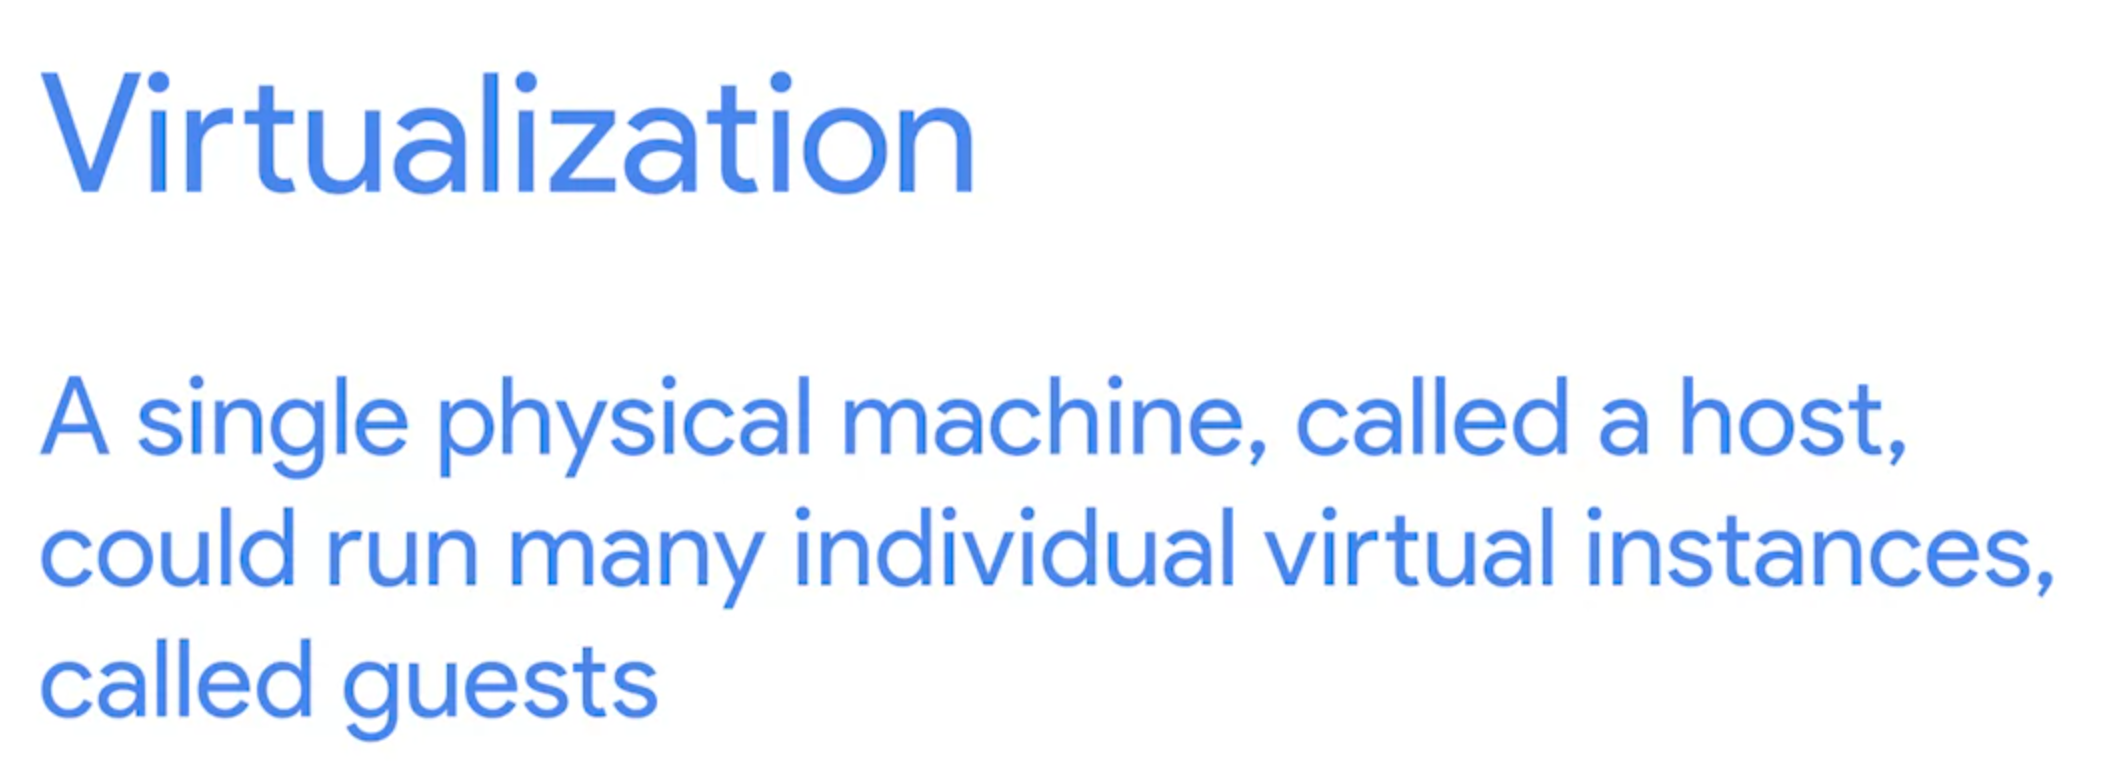 Virtualization
A single physical machine, called a host,
could run many individual virtual instances,
called guests